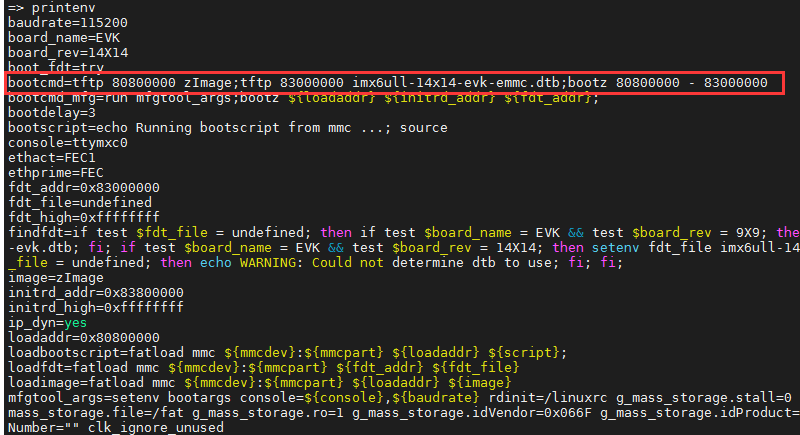 => printenv
baudrate=115200
board_name=EVK
board_rev=14X14
boot_fdt=try
bootcmd=tftp 80800000 zImage;tftp 83000000 imx6ull-14x14-evk-emmc.dtb;bootz 80800000 - 83000000
bootcmd_mfg=run mfgtool_args;bootz ${loadaddr} ${initrd_addr} ${fdt_addr};
bootdelay=3
bootscript=echo Running bootscript from mmc ...; source
console=ttymxc0
ethact=FEC1
ethprime=FEC
fdt_addr=0x83000000
fdt_file=undefined
fdt_high=0xffffffff
findfdt=if test $fdt_file = undefined; then if test $board_name = EVK && test $board_rev = 9X9; the
-evk.dtb; fi; if test $board_name = EVK && test $board_rev = 14X14; then setenv fdt_file imx6ull-14
_file = undefined; then echo WARNING: Could not determine dtb to use; fi; fi;
image=zImage
initrd_addr=0x83800000
initrd_high=0xffffffff
ip_dyn=yes
loadaddr=0x80800000
loadbootscript=fatload mmc ${mmcdev}:${mmcpart} ${loadaddr} ${script};
loadfdt=fatload mmc ${mmcdev}:${mmcpart} ${fdt_addr} ${fdt_file}
loadimage=fatload mmc ${mmcdev}:${mmcpart} ${loadaddr} ${image}
mfgtool_args=setenv bootargs console=${console},${baudrate} rdinit=/linuxrc g_mass_storage.stall=0
mass_storage.file=/fat g_mass_storage.ro=1 g_mass_storage.idVendor=0x066F g_mass_storage.idProduct=
Number="" clk_ignore_unused